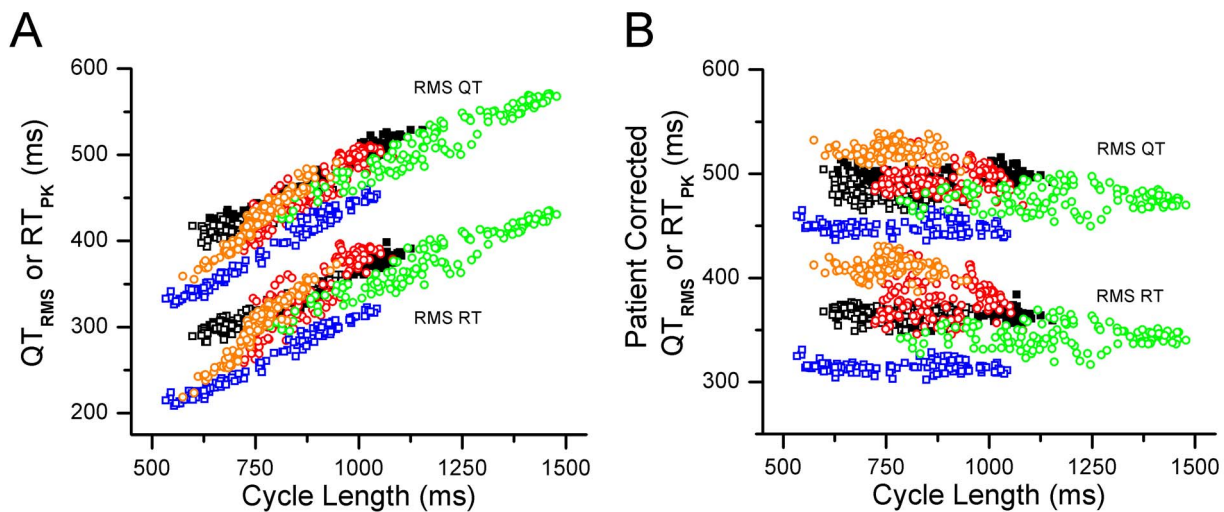 A
QT_RMS or RT_PK (ms)
600
500
400
300
200
RMS QT
RMS RT
500
750
1000
1250
1500
Cycle Length (ms)
B
Patient Corrected
QT_RMS or RT_PK (ms)
600
500
400
300
RMS QT
RMS RT
500
750
1000
1250
1500
Cycle Length (ms)